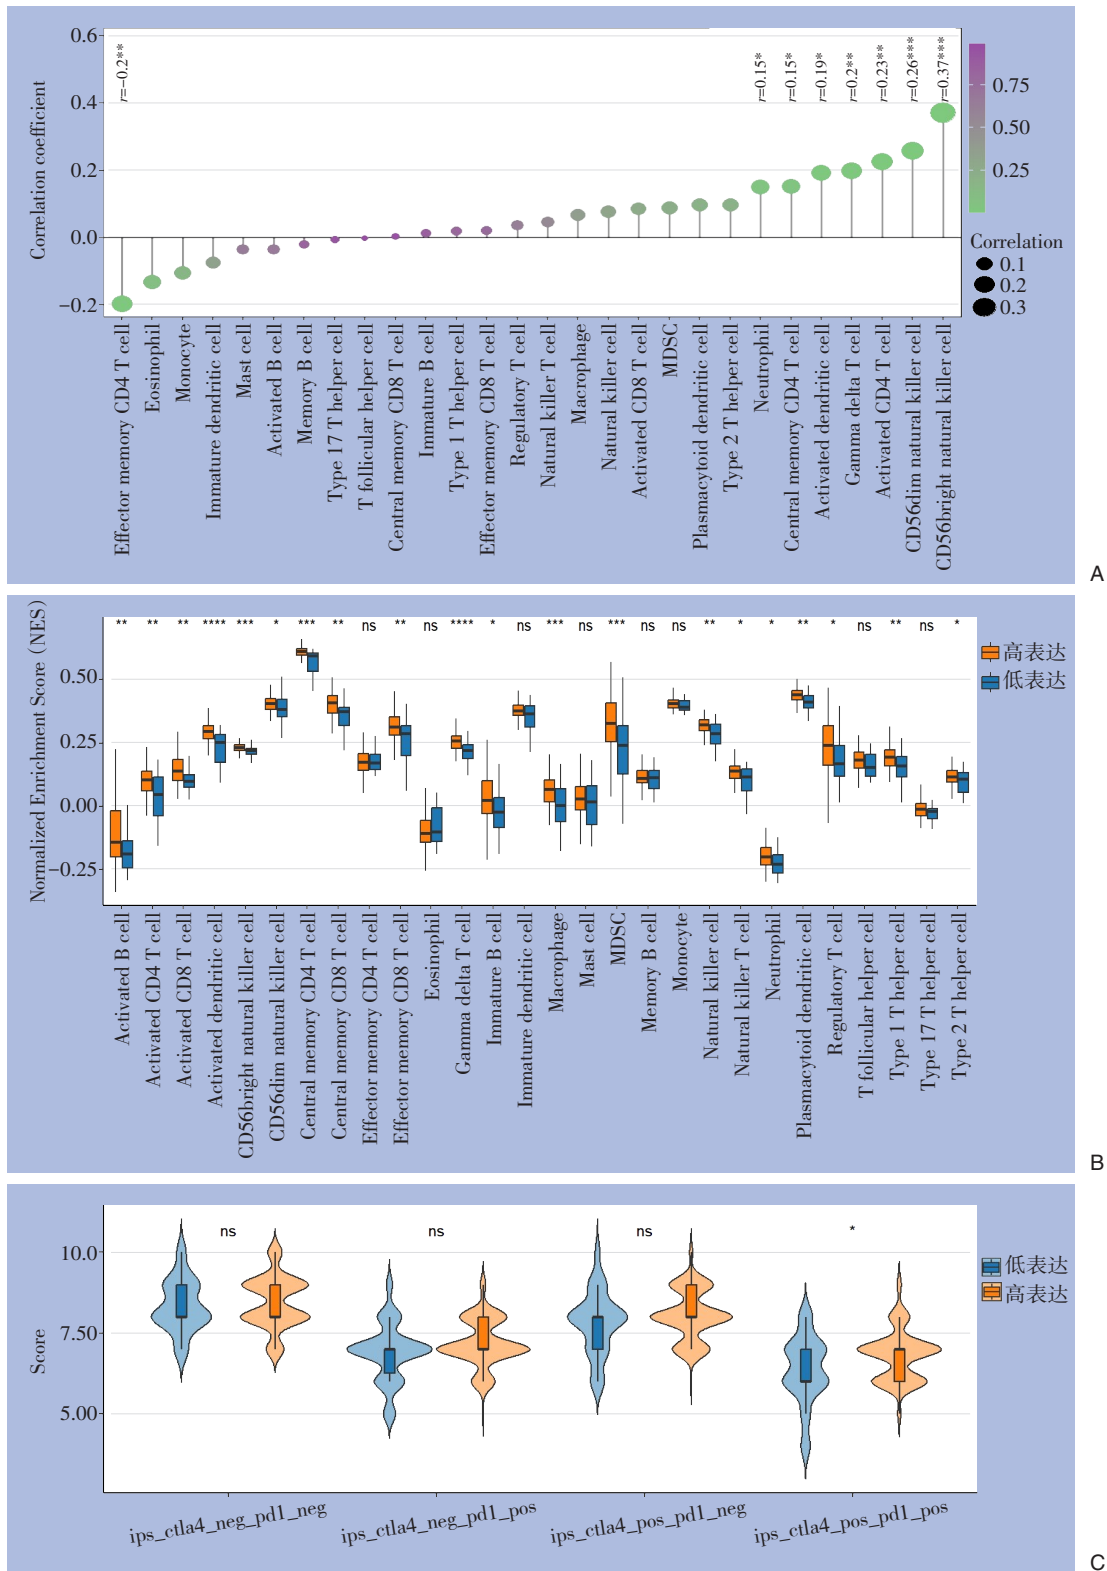 0.6
0.4
0.2
0.0
−0.2
Correlation coefficient
r=−0.2**
r=0.15*
r=0.15*
r=0.19*
r=0.2**
r=0.23**
r=0.26***
r=0.37***
0.75
0.50
0.25
Correlation
0.1
0.2
0.3
Effector memory CD4 T cell
Eosinophil
Monocyte
Immature dendritic cell
Mast cell
Activated B cell
Memory B cell
Type 17 T helper cell
T follicular helper cell
Central memory CD8 T cell
Immature B cell
Type 1 T helper cell
Effector memory CD8 T cell
Regulatory T cell
Natural killer T cell
Macrophage
Natural killer cell
Activated CD8 T cell
MDSC
Plasmacytoid dendritic cell
Type 2 T helper cell
Neutrophil
Central memory CD4 T cell
Activated dendritic cell
Gamma delta T cell
Activated CD4 T cell
CD56dim natural killer cell
CD56bright natural killer cell
A
Normalized Enrichment Score (NES)
0.50
0.25
0.00
−0.25
** ** ** **** *** * *** ** ns ** ns **** * ns *** ns *** ns ns ** * * ** * ns ** ns *
高表达
低表达
Activated B cell
Activated CD4 T cell
Activated CD8 T cell
Activated dendritic cell
CD56bright natural killer cell
CD56dim natural killer cell
Central memory CD4 T cell
Central memory CD8 T cell
Effector memory CD4 T cell
Effector memory CD8 T cell
Eosinophil
Gamma delta T cell
Immature B cell
Immature dendritic cell
Macrophage
Mast cell
MDSC
Memory B cell
Monocyte
Natural killer cell
Natural killer T cell
Neutrophil
Plasmacytoid dendritic cell
Regulatory T cell
T follicular helper cell
Type 1 T helper cell
Type 17 T helper cell
Type 2 T helper cell
B
Score
10.0
7.50
5.00
ns ns ns *
低表达
高表达
ips_ctla4_neg_pd1_neg
ips_ctla4_neg_pd1_pos
ips_ctla4_pos_pd1_neg
ips_ctla4_pos_pd1_pos
C